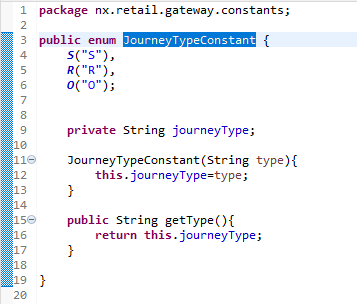 1 package nx.retail.gateway.constants;
2
3 public enum JourneyTypeConstant {
4     S("S"),
5     R("R"),
6     O("O");
7
8
9     private String journeyType;
10
11     JourneyTypeConstant(String type){
12         this.journeyType=type;
13     }
14
15     public String getType(){
16         return this.journeyType;
17     }
18
19 }
20